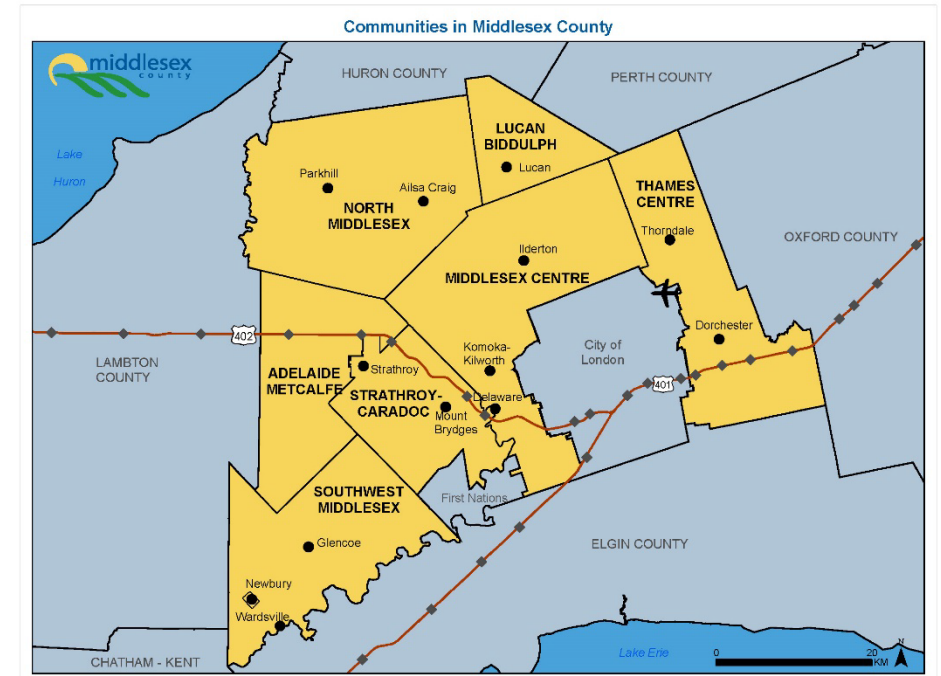 Communities in Middlesex County
middlesex
county
HURON COUNTY
PERTH COUNTY
LUCAN
BIDDULPH
Lucan
Lake
Huron
Parkhill
Ailsa Craig
NORTH
MIDDLESEX
THAMES
CENTRE
Thorndale
OXFORD COUNTY
Ilderton
MIDDLESEX CENTRE
Dorchester
402
City of
London
Komoka-
Kilworth
LAMBTON
COUNTY
ADELAIDE
METCALFE
Strathroy
401
STRATHROY-
CARADOC
Delaware
Mount
Brydges
SOUTHWEST
MIDDLESEX
First Nations
Glencoe
ELGIN COUNTY
Newbury
Wardsville
CHATHAM - KENT
Lake Erie
0
20
KM
N